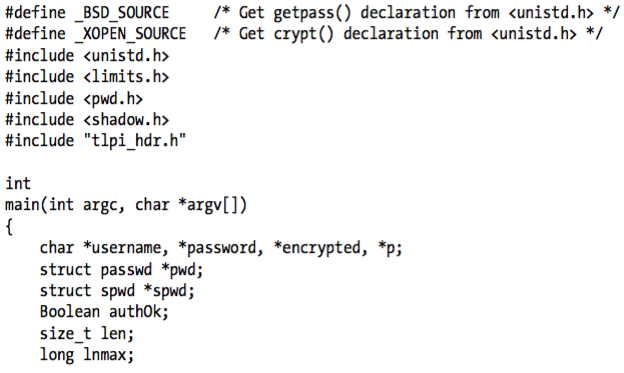 #define _BSD_SOURCE     /* Get getpass() declaration from <unistd.h> */
#define _XOPEN_SOURCE   /* Get crypt() declaration from <unistd.h> */
#include <unistd.h>
#include <limits.h>
#include <pwd.h>
#include <shadow.h>
#include "tlpi_hdr.h"

int
main(int argc, char *argv[])
{
    char *username, *password, *encrypted, *p;
    struct passwd *pwd;
    struct spwd *spwd;
    Boolean authOk;
    size_t len;
    long lnmax;